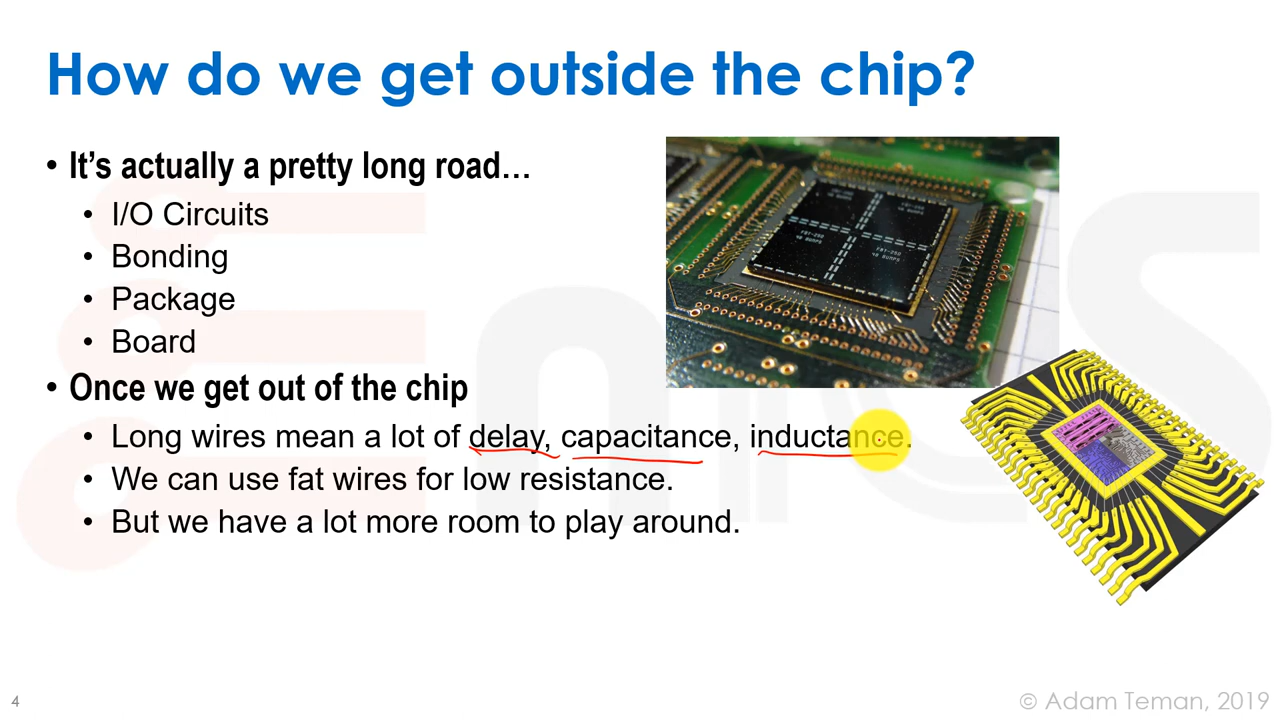 How do we get outside the chip?
• It's actually a pretty long road…
• I/O Circuits
• Bonding
• Package
• Board
• Once we get out of the chip
• Long wires mean a lot of delay, capacitance, inductance.
• We can use fat wires for low resistance.
• But we have a lot more room to play around.
4
© Adam Teman, 2019